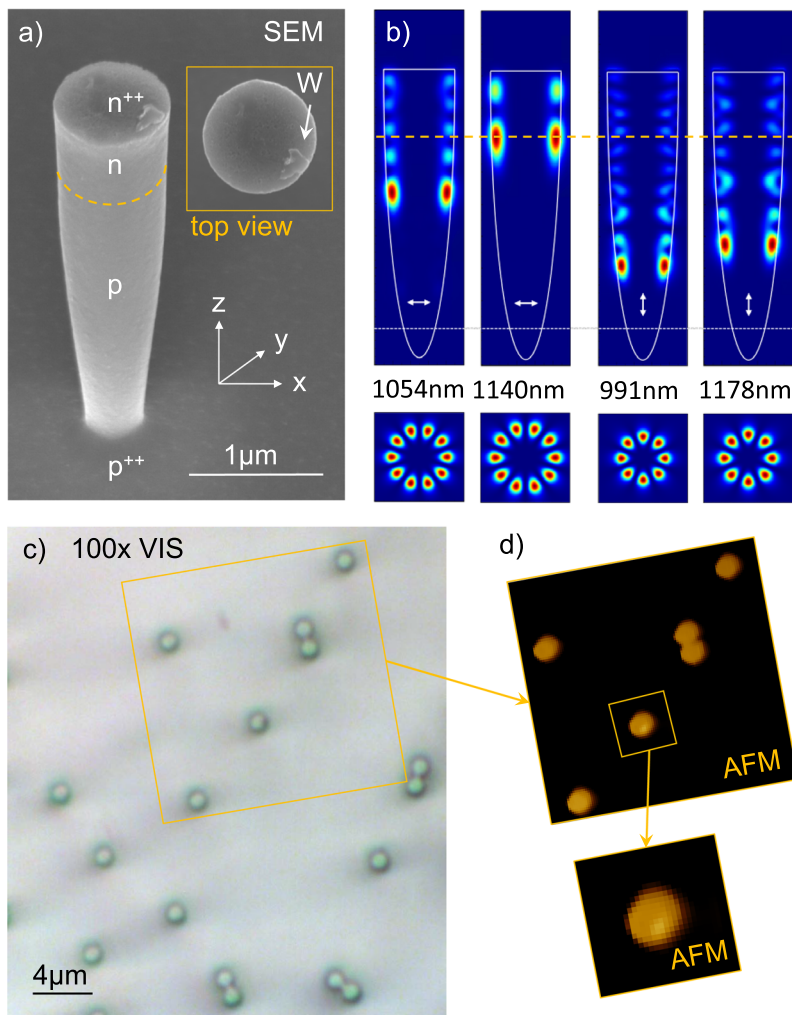 a) SEM
n++
W
n
top view
p
z
y
x
p++
1μm
b)
1054nm 1140nm 991nm 1178nm
c) 100x VIS
4μm
d)
AFM
AFM